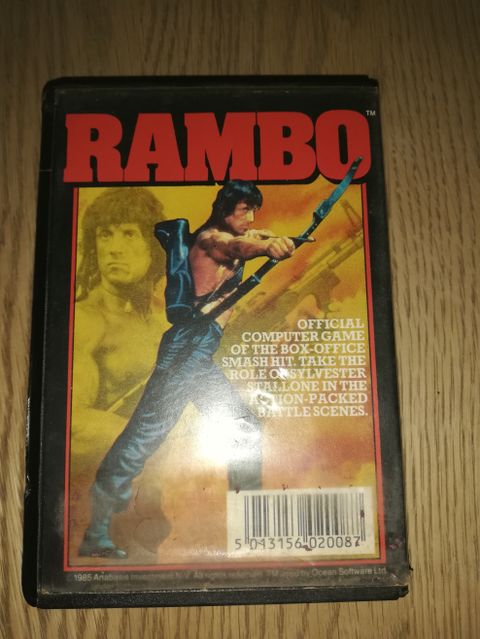 RAMBO
TM
OFFICIAL
COMPUTER GAME
OF THE BOX-OFFICE
SMASH HIT. TAKE THE
ROLE OF SYLVESTER
STALLONE IN THE
ACTION-PACKED
BATTLE SCENES.
5 013156 020087
© 1985 Anabasis Investments N.V. All rights reserved. TM used by Ocean Software Ltd